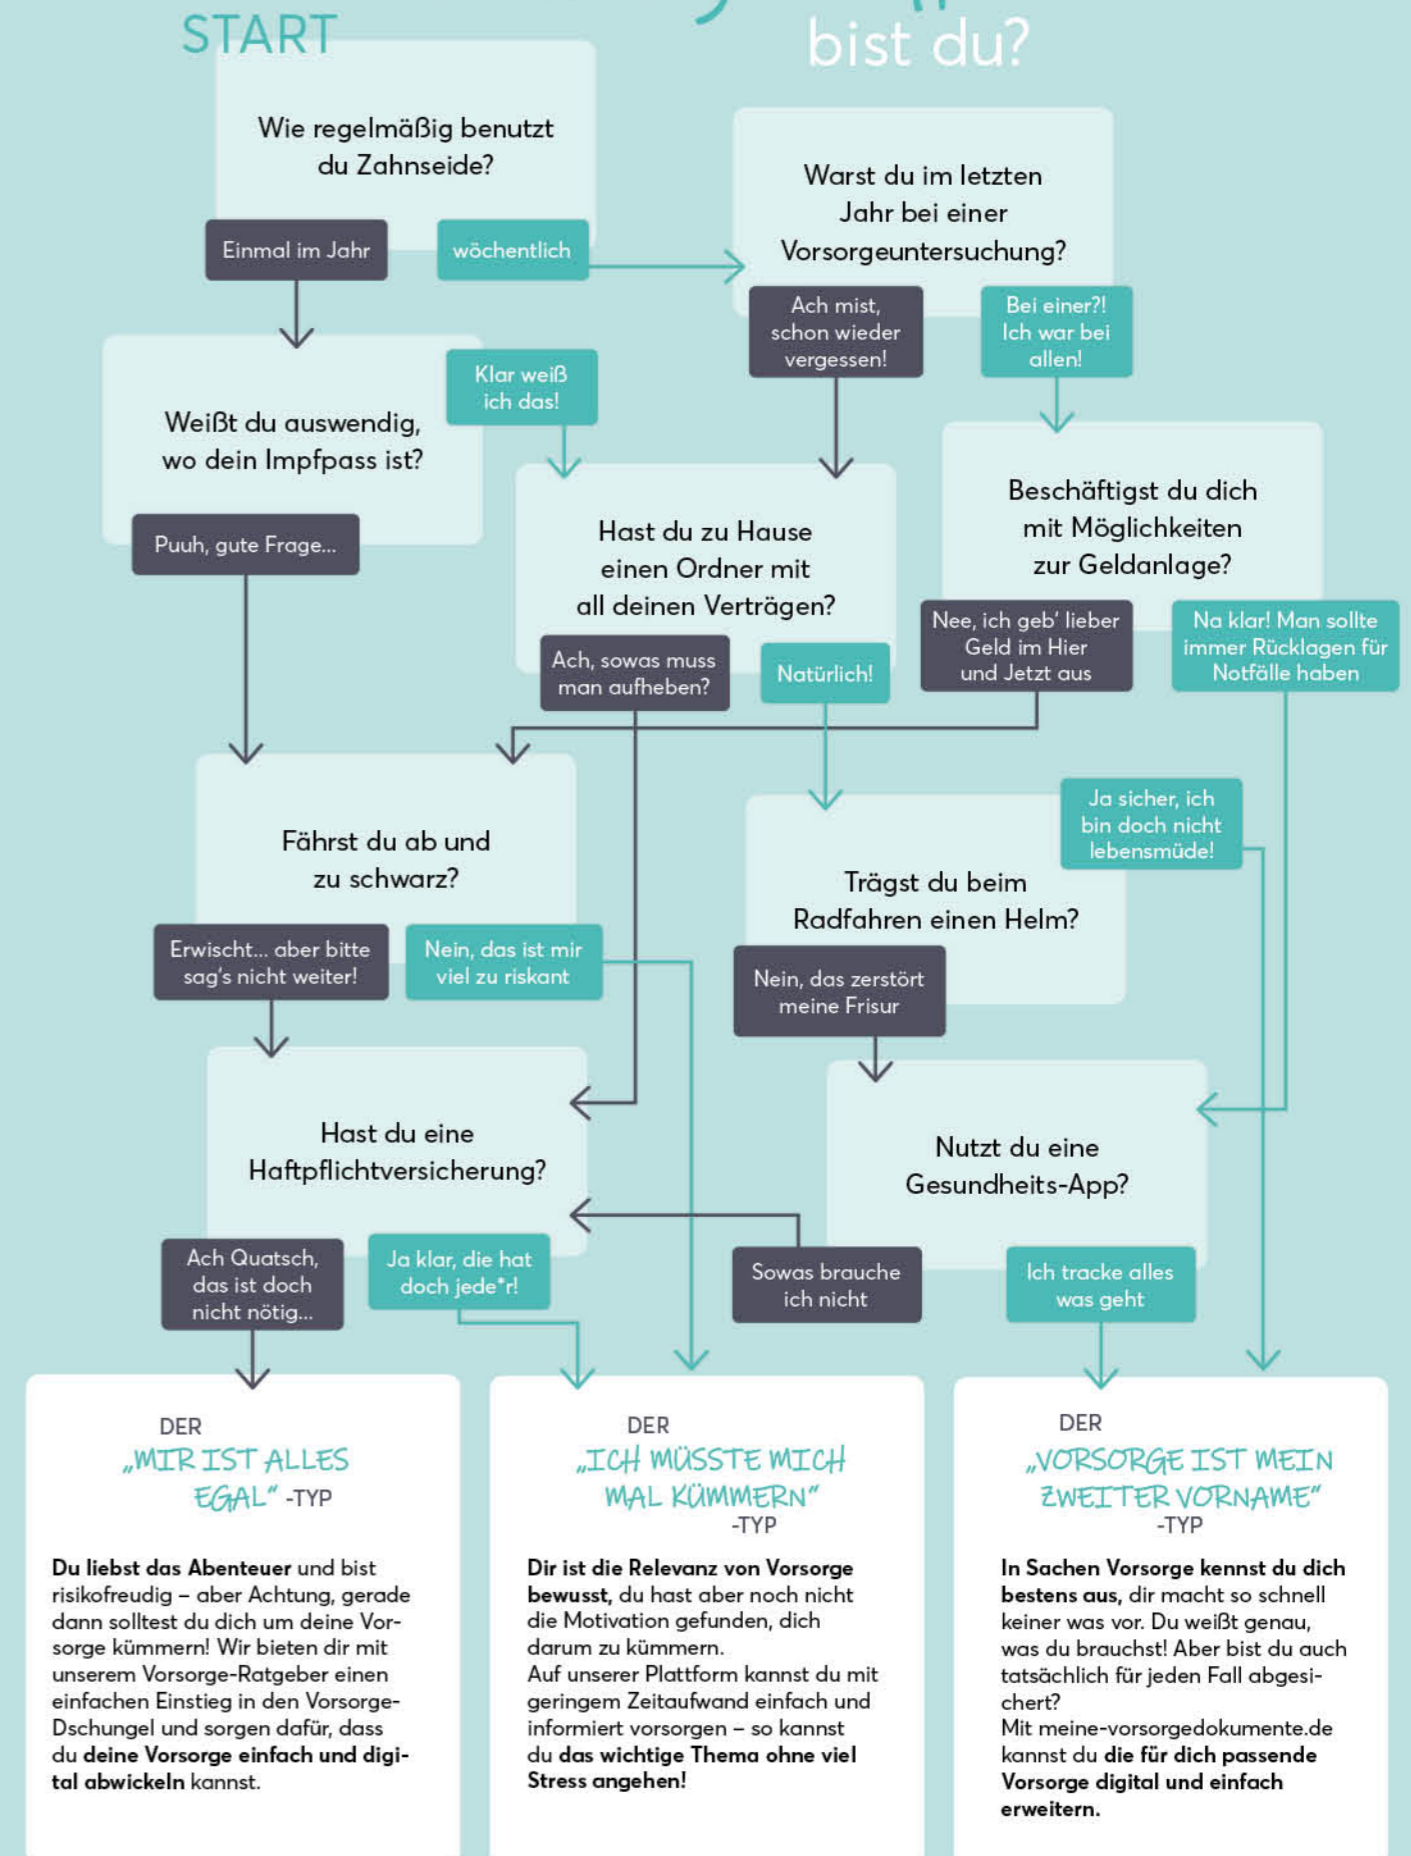 START
bist du?
Wie regelmäßig benutzt
du Zahnseide?
Einmal im Jahr
wöchentlich
Warst du im letzten
Jahr bei einer
Vorsorgeuntersuchung?
Ach mist,
schon wieder
vergessen!
Bei einer?!
Ich war bei
allen!
Weißt du auswendig,
wo dein Impfpass ist?
Klar weiß
ich das!
Puuh, gute Frage...
Hast du zu Hause
einen Ordner mit
all deinen Verträgen?
Ach, sowas muss
man aufheben?
Natürlich!
Beschäftigst du dich
mit Möglichkeiten
zur Geldanlage?
Nee, ich geb' lieber
Geld im Hier
und Jetzt aus
Na klar! Man sollte
immer Rücklagen für
Notfälle haben
Fährst du ab und
zu schwarz?
Erwischt... aber bitte
sag's nicht weiter!
Nein, das ist mir
viel zu riskant
Trägst du beim
Radfahren einen Helm?
Ja sicher, ich
bin doch nicht
lebensmüde!
Nein, das zerstört
meine Frisur
Hast du eine
Haftpflichtversicherung?
Ach Quatsch,
das ist doch
nicht nötig...
Ja klar, die hat
doch jede*r!
Nutzt du eine
Gesundheits-App?
Sowas brauche
ich nicht
Ich tracke alles
was geht
DER
„MIR IST ALLES
EGAL“ -TYP
Du liebst das Abenteuer und bist
risikofreudig – aber Achtung, gerade
dann solltest du dich um deine Vor-
sorge kümmern! Wir bieten dir mit
unserem Vorsorge-Ratgeber einen
einfachen Einstieg in den Vorsorge-
Dschungel und sorgen dafür, dass
du deine Vorsorge einfach und digi-
tal abwickeln kannst.
DER
„ICH MÜSSTE MICH
MAL KÜMMERN“
-TYP
Dir ist die Relevanz von Vorsorge
bewusst, du hast aber noch nicht
die Motivation gefunden, dich
darum zu kümmern.
Auf unserer Plattform kannst du mit
geringem Zeitaufwand einfach und
informiert vorsorgen – so kannst
du das wichtige Thema ohne viel
Stress angehen!
DER
„VORSORGE IST MEIN
ZWEITER VORNAME“
-TYP
In Sachen Vorsorge kennst du dich
bestens aus, dir macht so schnell
keiner was vor. Du weißt genau,
was du brauchst! Aber bist du auch
tatsächlich für jeden Fall abgesi-
chert?
Mit meine-vorsorgedokumente.de
kannst du die für dich passende
Vorsorge digital und einfach
erweitern.